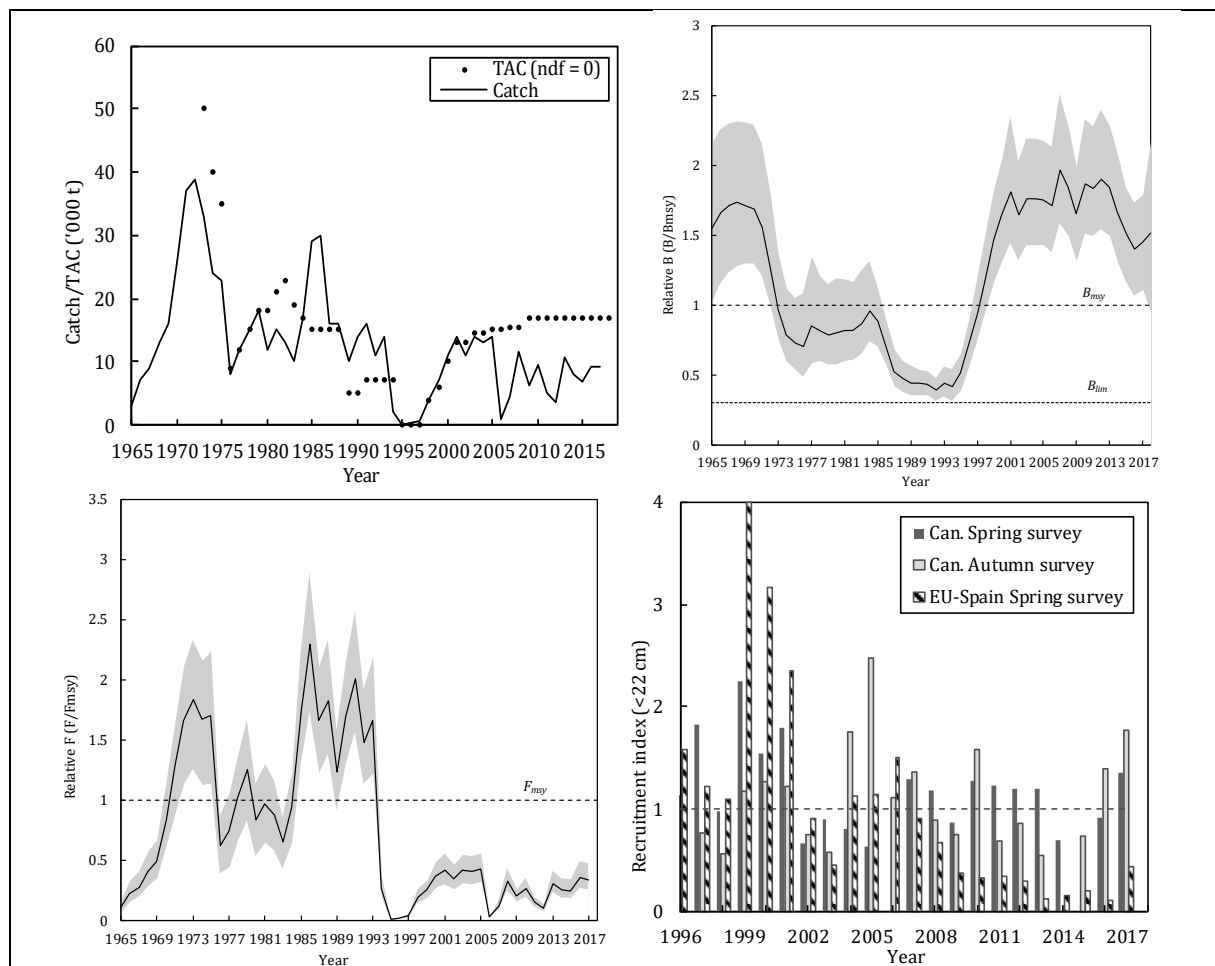 60
50
40
30
20
10
0
Catch/TAC ('000 t)
TAC (ndf = 0)
Catch
1965 1970 1975 1980 1985 1990 1995 2000 2005 2010 2015
Year
3
2.5
2
1.5
1
0.5
0
Relative B (B/Bmsy)
Bmsy
Blim
1965 1969 1973 1977 1981 1985 1989 1993 1997 2001 2005 2009 2013 2017
Year
3.5
3
2.5
2
1.5
1
0.5
0
Relative F (F/Fmsy)
Fmsy
1965 1969 1973 1977 1981 1985 1989 1993 1997 2001 2005 2009 2013 2017
Year
4
3
2
1
0
Recruitment index (<22 cm)
Can. Spring survey
Can. Autumn survey
EU-Spain Spring survey
1996 1999 2002 2005 2008 2011 2014 2017
Year